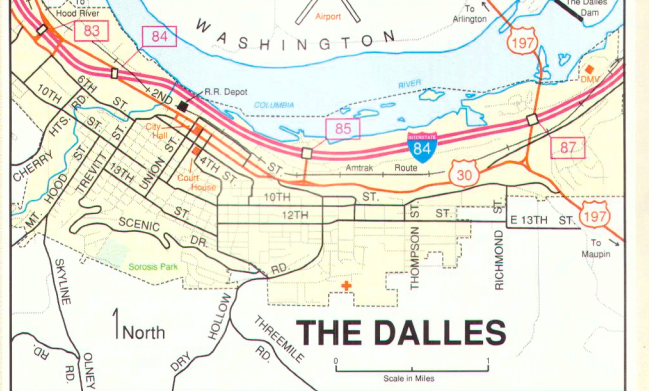 To
Hood River
Airport
To
Arlington
The Dalles
Dam
83
84
WASHINGTON
197
DMV
6TH
ST.
2ND
R.R. Depot
COLUMBIA
RIVER
10TH
ST.
HTS. RD.
City
Hall
85
INTERSTATE
84
87
CHERRY
ST.
TREVITT
13TH
UNION ST.
4TH ST.
ST.
Amtrak Route
30
Court
House
MT. HOOD ST.
ST.
10TH ST.
12TH ST.
E 13TH ST.
197
To
Maupin
SCENIC DR.
THOMPSON ST.
RICHMOND ST.
Sorosis Park
RD.
SKYLINE
RD.
North
DRY HOLLOW
THREEMILE
RD.
THE DALLES
RD.
OLNEY
0 1
Scale in Miles